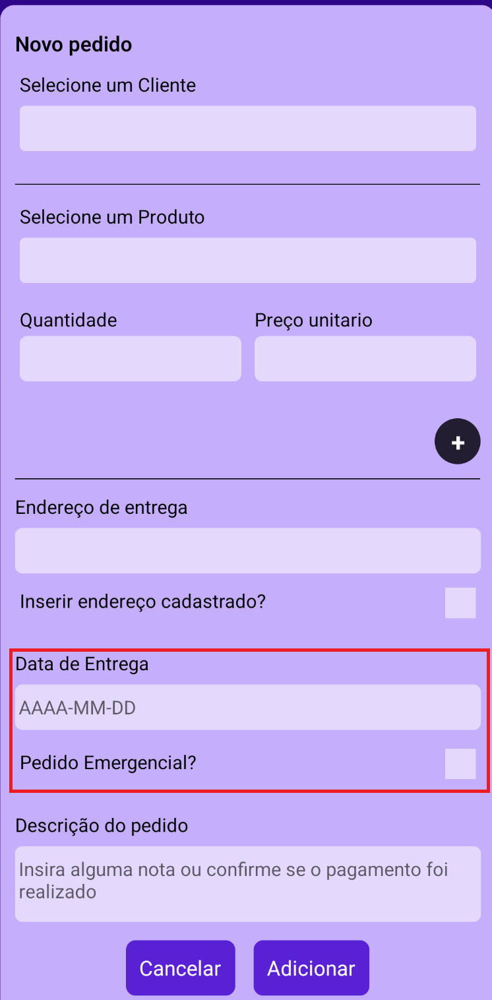 Novo pedido
Selecione um Cliente
Selecione um Produto
Quantidade
Preço unitario
+
Endereço de entrega
Inserir endereço cadastrado?
Data de Entrega
AAAA-MM-DD
Pedido Emergencial?
Descrição do pedido
Insira alguma nota ou confirme se o pagamento foi
realizado
Cancelar
Adicionar